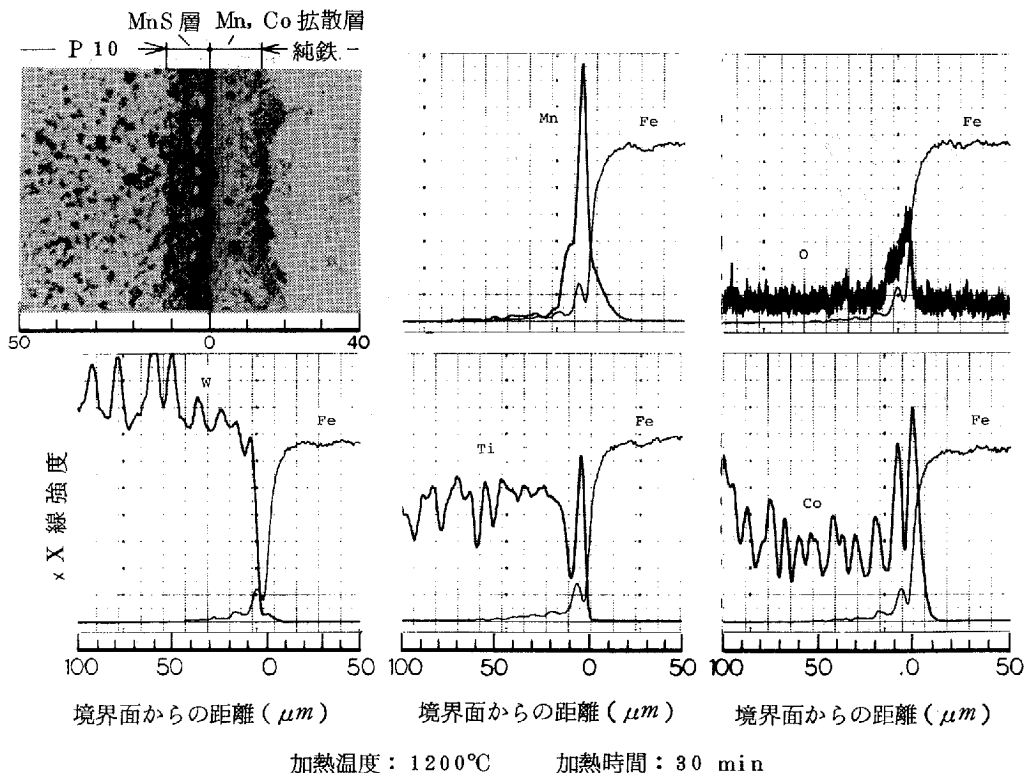 MnS層 Mn, Co 拡散層
P 10 純鉄
50 0 40
Mn Fe
O Fe
W Fe
Ti Fe
Co Fe
X 線強度
100 50 0 50
100 50 0 50
100 50 0 50
境界面からの距離 (μm)
境界面からの距離 (μm)
境界面からの距離 (μm)
加熱温度: 1200℃ 加熱時間: 30 min